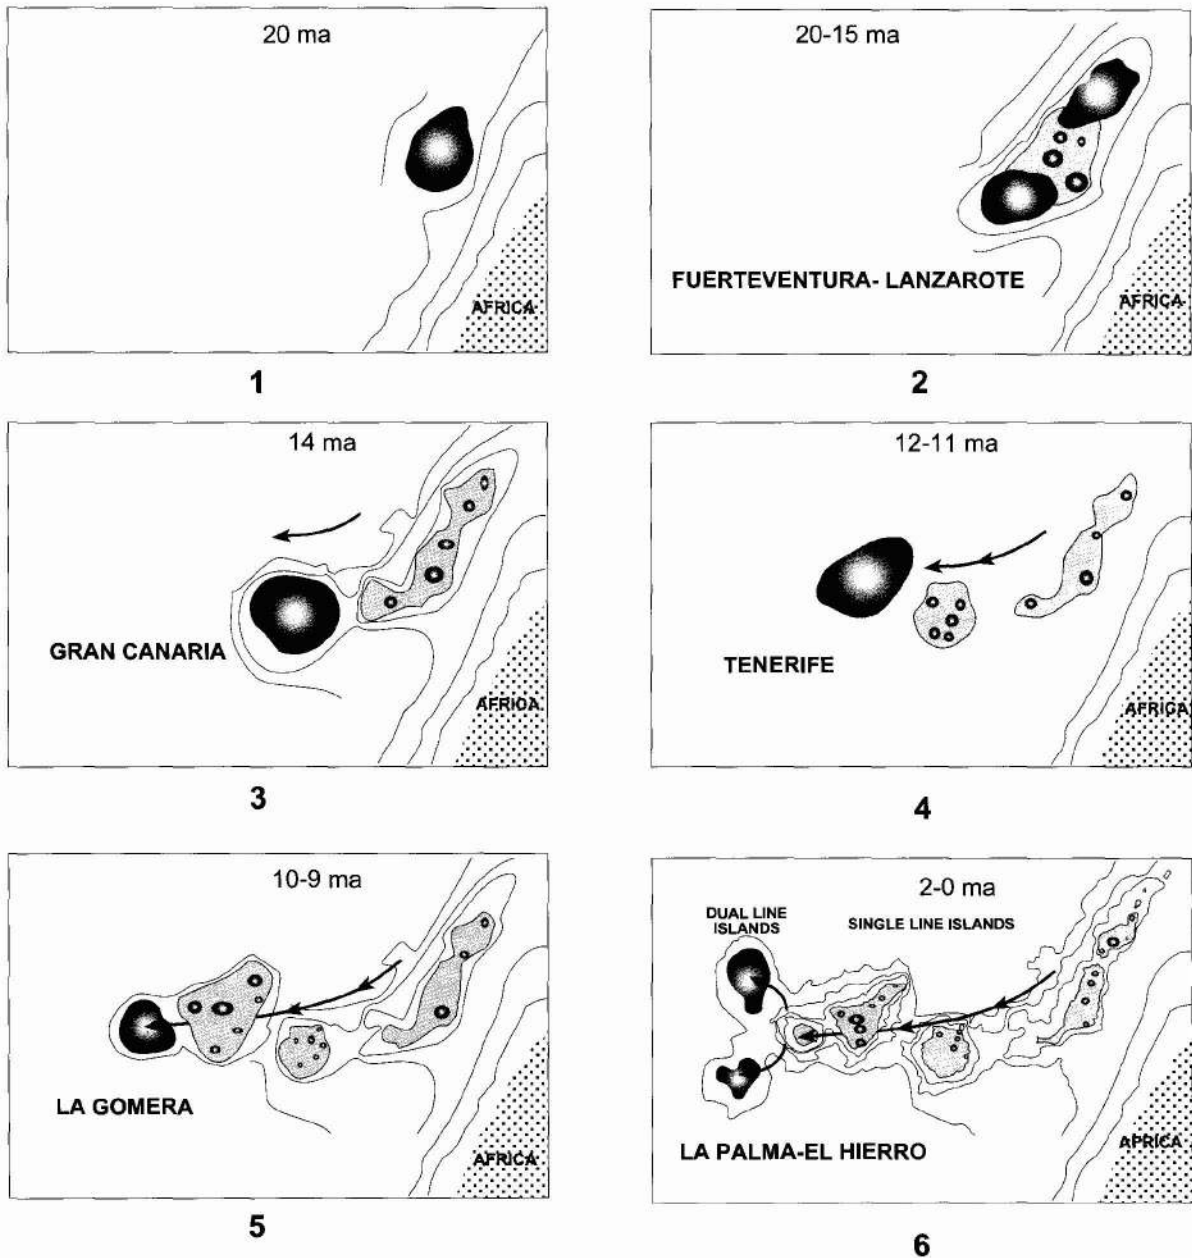 20 ma
AFRICA
1
20-15 ma
FUERTEVENTURA- LANZAROTE
AFRICA
2
14 ma
GRAN CANARIA
AFRICA
3
12-11 ma
TENERIFE
AFRICA
4
10-9 ma
LA GOMERA
AFRICA
5
2-0 ma
DUAL LINE
ISLANDS
SINGLE LINE ISLANDS
LA PALMA-EL HIERRO
AFRICA
6